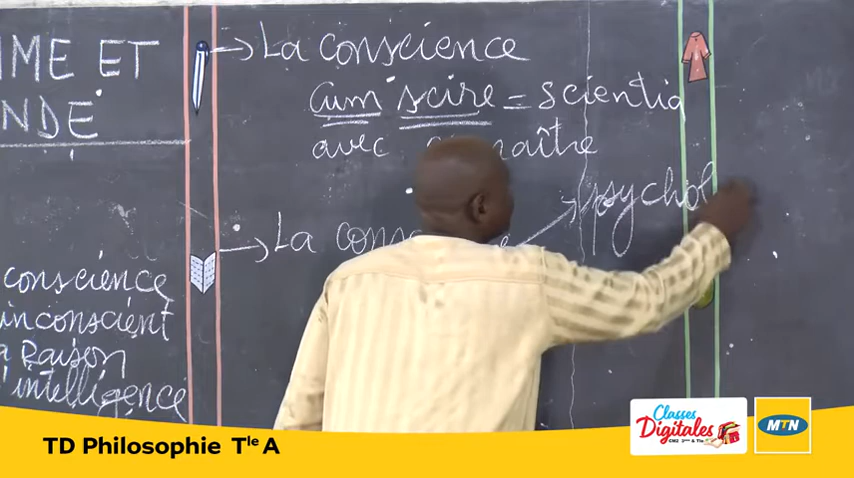 ME ET
NDE
conscience
inconscient
Raison
l'intelligence
→ La conscience
Cum scire = scientia
avec
→ La
psychol
TD Philosophie Tle A
Classes
Digitales
MTN